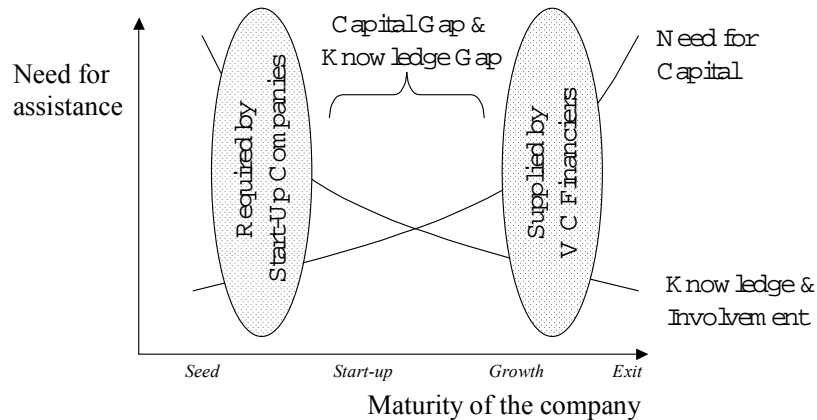 Capital Gap &
Knowledge Gap
Need for
Capital
Need for
assistance
Required by
Start-Up Companies
Supplied by
VC Financiers
Knowledge &
Involvement
Seed
Start-up
Growth
Exit
Maturity of the company